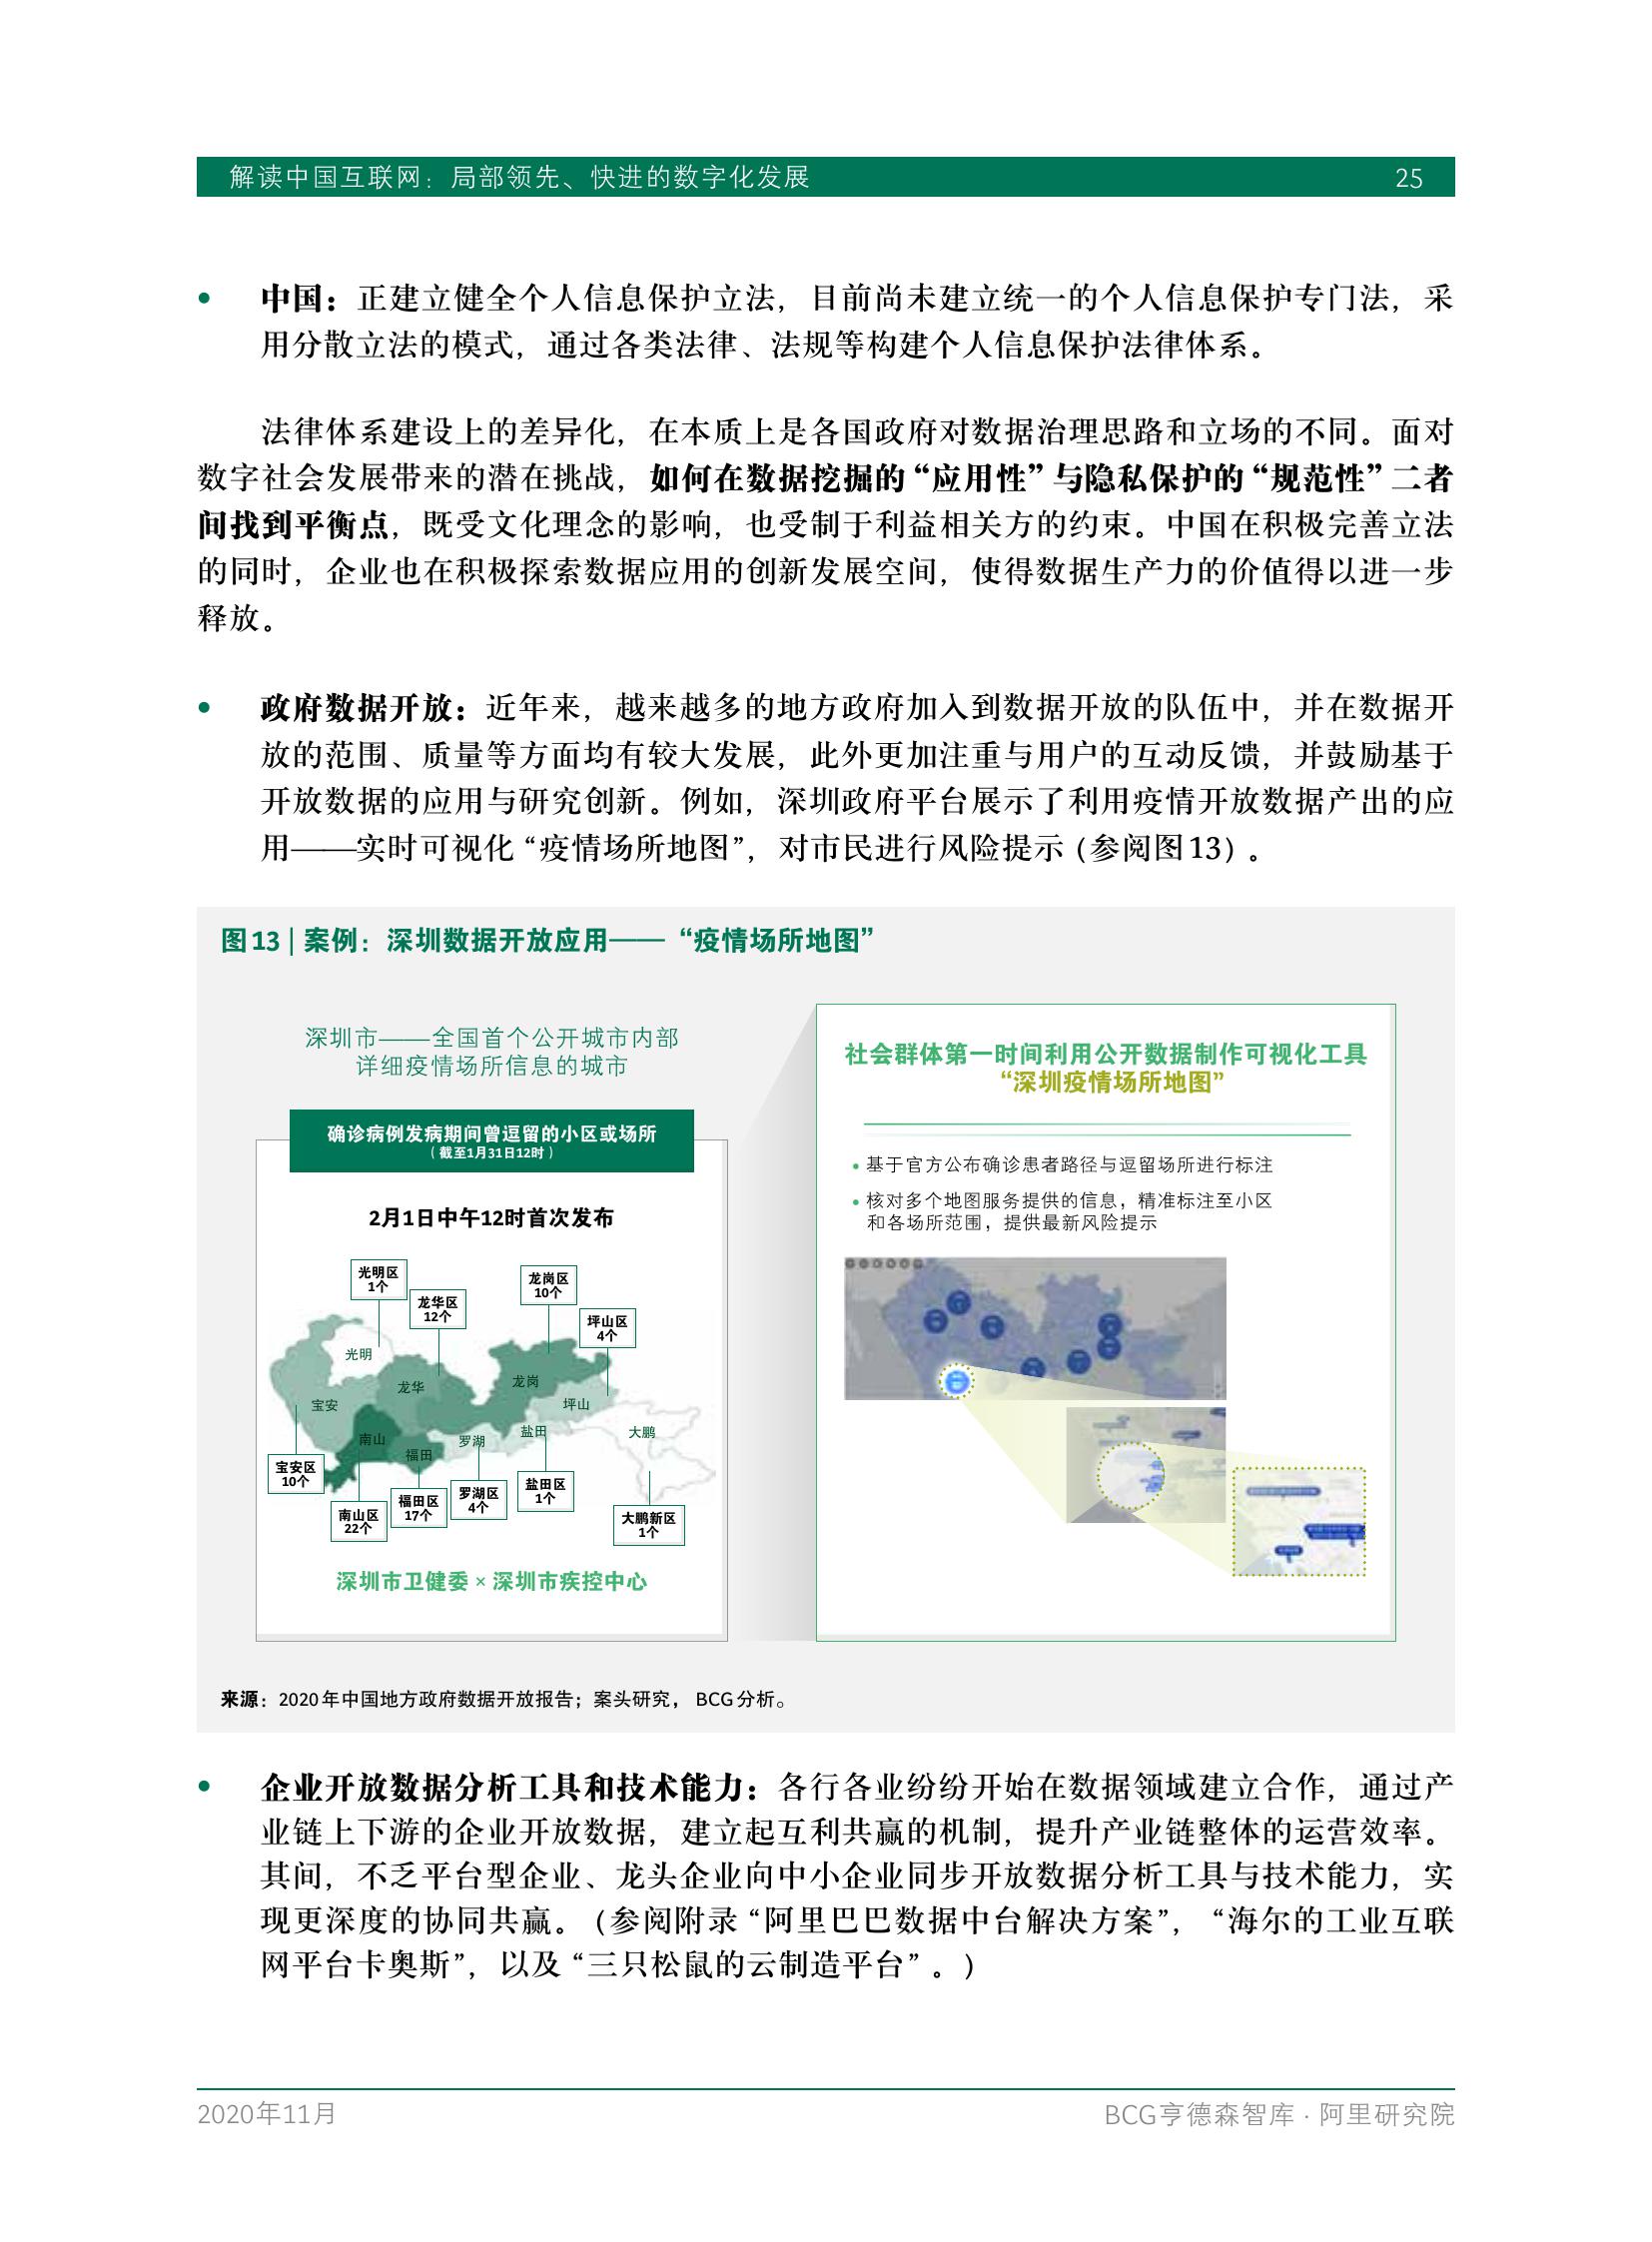 解读中国互联网：局部领先、快进的数字化发展
25
• 中国：正建立健全个人信息保护立法，目前尚未建立统一的个人信息保护专门法，采
用分散立法的模式，通过各类法律、法规等构建个人信息保护法律体系。
法律体系建设上的差异化，在本质上是各国政府对数据治理思路和立场的不同。面对
数字社会发展带来的潜在挑战，如何在数据挖掘的“应用性”与隐私保护的“规范性”二者
间找到平衡点，既受文化理念的影响，也受制于利益相关方的约束。中国在积极完善立法
的同时，企业也在积极探索数据应用的创新发展空间，使得数据生产力的价值得以进一步
释放。
• 政府数据开放：近年来，越来越多的地方政府加入到数据开放的队伍中，并在数据开
放的范围、质量等方面均有较大发展，此外更加注重与用户的互动反馈，并鼓励基于
开放数据的应用与研究创新。例如，深圳政府平台展示了利用疫情开放数据产出的应
用——实时可视化“疫情场所地图”，对市民进行风险提示（参阅图13）。
图13 | 案例：深圳数据开放应用——“疫情场所地图”
深圳市——全国首个公开城市内部
详细疫情场所信息的城市
确诊病例发病期间曾逗留的小区或场所
（截至1月31日12时）
2月1日中午12时首次发布
光明区
1个
龙华区
12个
龙岗区
10个
坪山区
4个
光明
龙华
龙岗
宝安
坪山
南山
福田
罗湖
盐田
大鹏
宝安区
10个
南山区
22个
福田区
17个
罗湖区
4个
盐田区
1个
大鹏新区
1个
深圳市卫健委 × 深圳市疾控中心
社会群体第一时间利用公开数据制作可视化工具
“深圳疫情场所地图”
• 基于官方公布确诊患者路径与逗留场所进行标注
• 核对多个地图服务提供的信息，精准标注至小区
和各场所范围，提供最新风险提示
来源：2020年中国地方政府数据开放报告；案头研究，BCG分析。
• 企业开放数据分析工具和技术能力：各行各业纷纷开始在数据领域建立合作，通过产
业链上下游的企业开放数据，建立起互利共赢的机制，提升产业链整体的运营效率。
其间，不乏平台型企业、龙头企业向中小企业同步开放数据分析工具与技术能力，实
现更深度的协同共赢。（参阅附录“阿里巴巴数据中台解决方案”，“海尔的工业互联
网平台卡奥斯”，以及“三只松鼠的云制造平台”。）
2020年11月
BCG亨德森智库 · 阿里研究院